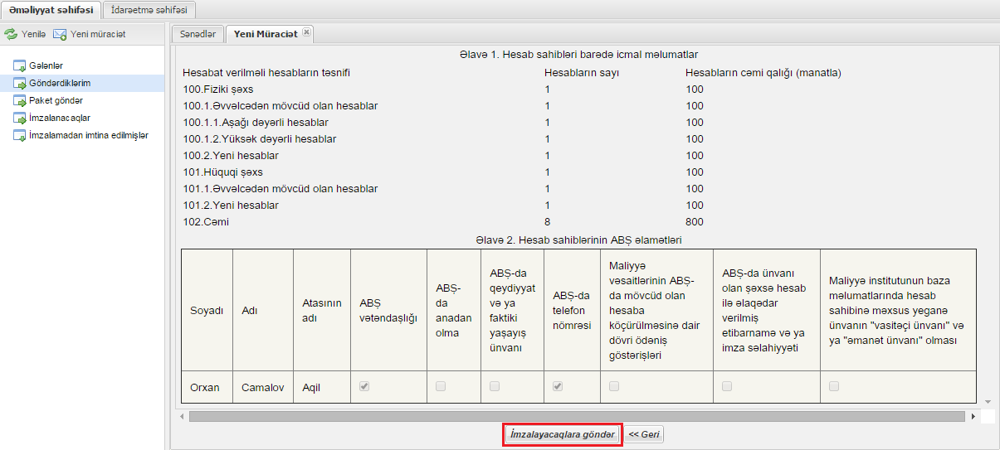 Əməliyyat səhifəsi
İdarəetmə səhifəsi
Yenilə
Yeni müraciət
Gələnlər
Göndərdiklərim
Paket göndər
İmzalanacaqlar
İmzalamadan imtina edilmişlər
Sənədlər
Yeni Müraciət
Əlavə 1. Hesab sahibləri barədə icmal məlumatlar
Hesabat verilməli hesabların təsnifi Hesabların sayı Hesabların cəmi qalığı (manatla)
100.Fiziki şəxs 1 100
100.1.Əvvəlcədən mövcüd olan hesablar 1 100
100.1.1.Aşağı dəyərli hesablar 1 100
100.1.2.Yüksək dəyərli hesablar 1 100
100.2.Yeni hesablar 1 100
101.Hüquqi şəxs 1 100
101.1.Əvvəlcədən mövcüd olan hesablar 1 100
101.2.Yeni hesablar 1 100
102.Cəmi 8 800
Əlavə 2. Hesab sahiblərinin ABŞ əlamətləri
Soyadı
Adı
Atasının
adı
ABŞ
vətəndaşlığı
ABŞ-
da
anadan
olma
ABŞ-da
qeydiyyat
və ya
faktiki
yaşayış
ünvanı
ABŞ-da
telefon
nömrəsi
Maliyyə
vəsaitlərinin ABŞ-
da mövcüd olan
hesaba
köçürülməsinə dair
dövri ödəniş
göstərişləri
ABŞ-da ünvanı
olan şəxsə hesab
ilə əlaqədar
verilmiş
etibarnamə və ya
imza səlahiyyəti
Maliyyə institutunun baza
məlumatlarında hesab
sahibinə məxsus yeganə
ünvanın "vasitəçi ünvanı" və
ya "əmanət ünvanı" olması
Orxan Camalov Aqil
İmzalayacaqlara göndər
<< Geri